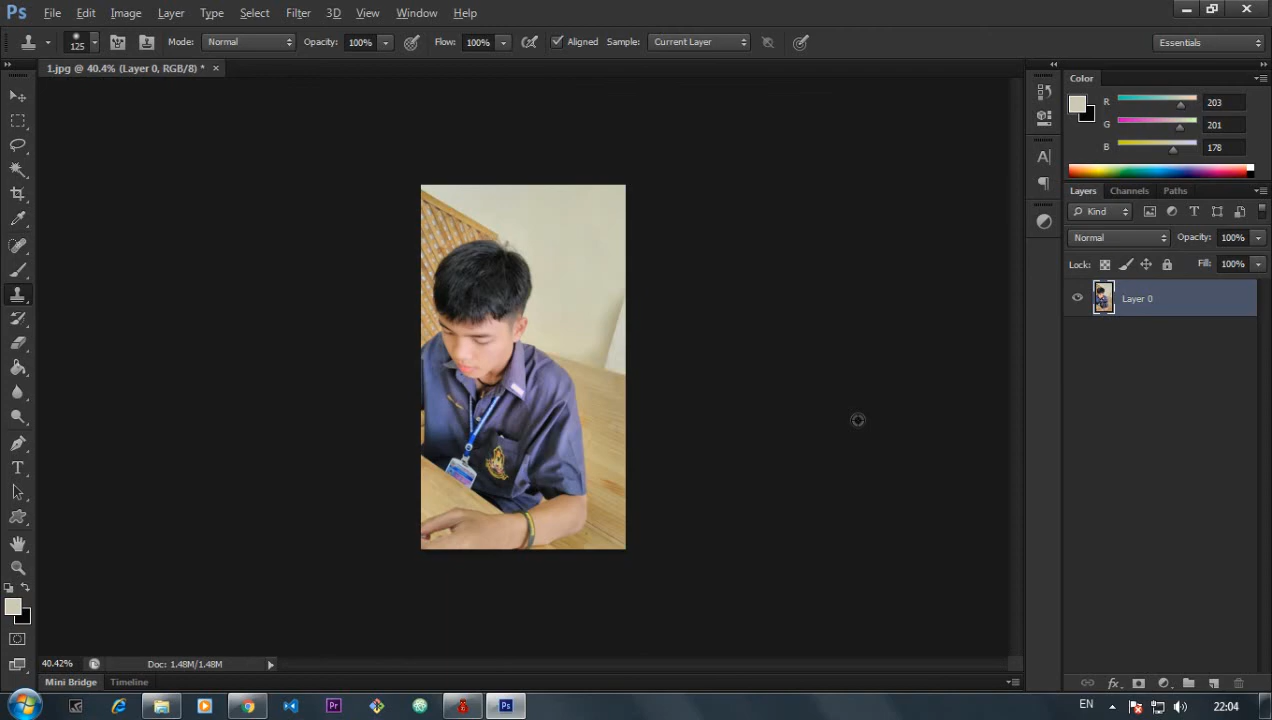 Ps File Edit Image Layer Type Select Filter 3D View Window Help
125 Mode: Normal Opacity: 100% Flow: 100% Aligned Sample: Current Layer Essentials
1.jpg @ 40.4% (Layer 0, RGB/8) * ×
Color
R 203
G 201
B 178
Layers Channels Paths
Kind
Normal Opacity: 100%
Lock: Fill: 100%
Layer 0
40.42% Doc: 1.48M/1.48M
Mini Bridge Timeline
fx
Pr Ps EN 22:04